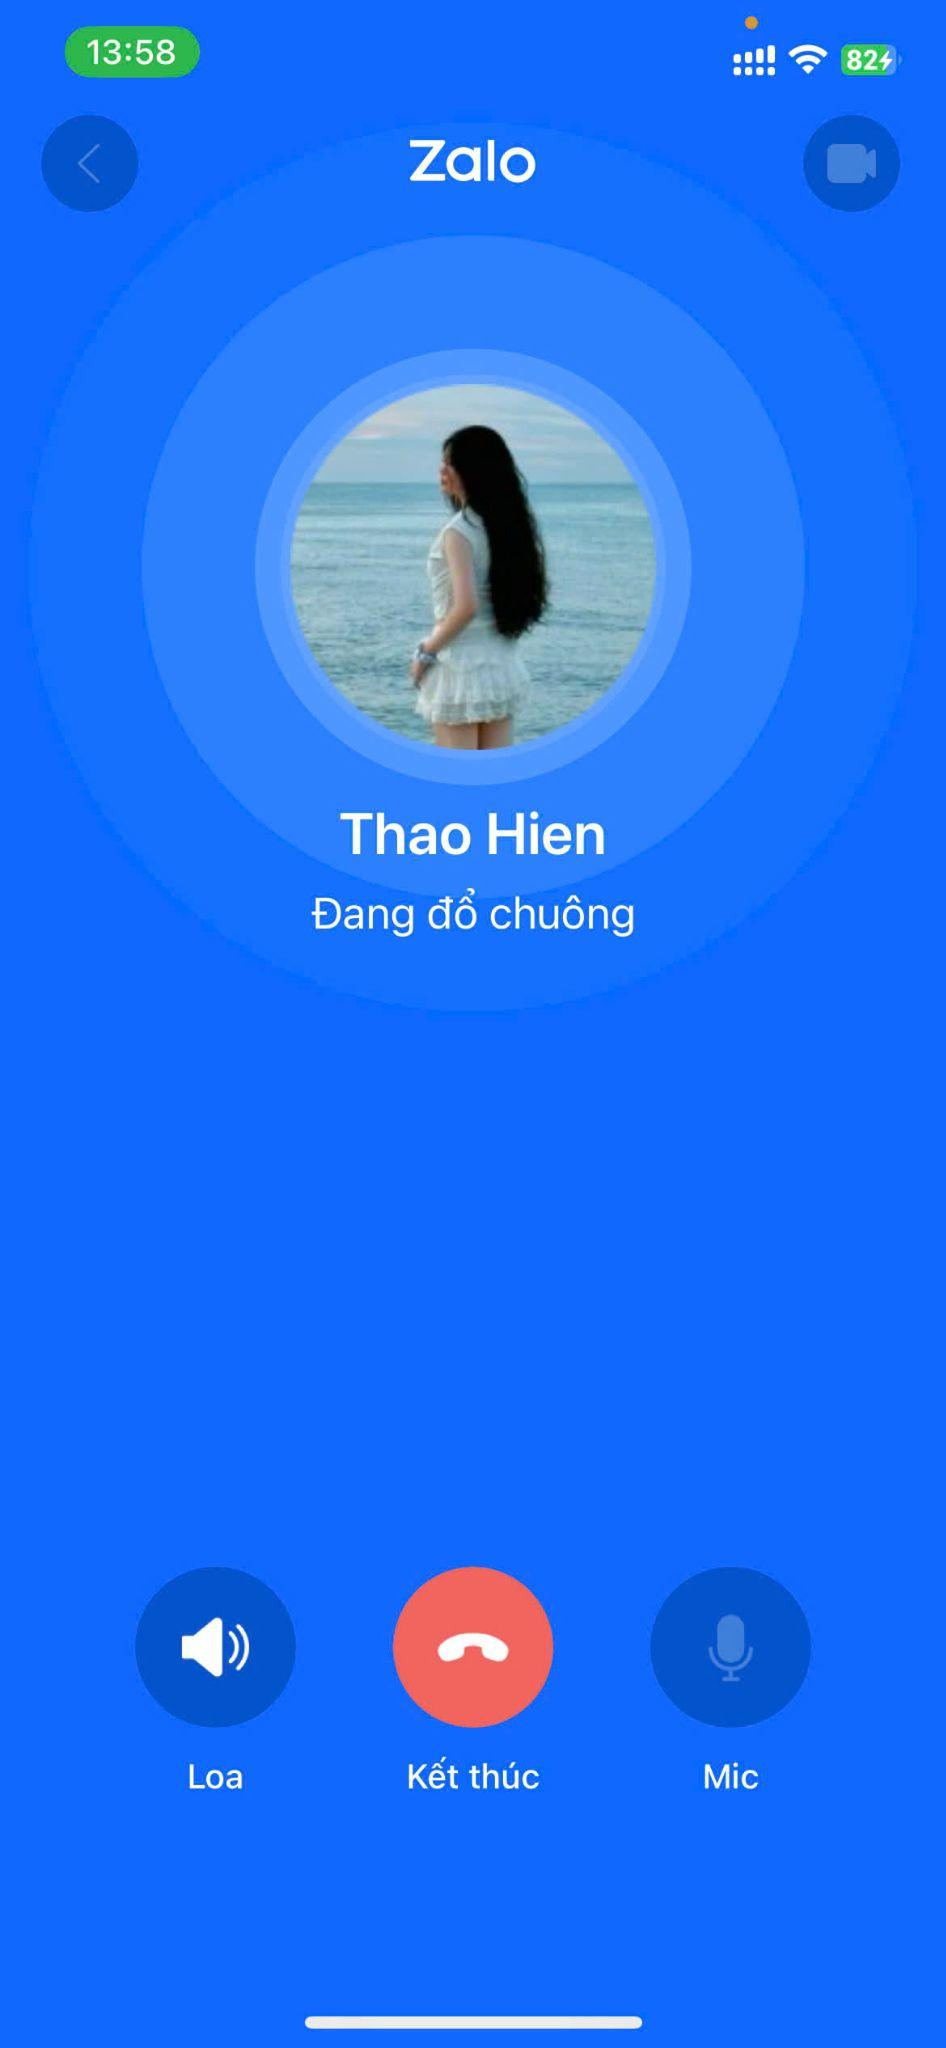 13:58
82
Zalo
Thao Hien
Đang đổ chuông
Loa
Kết thúc
Mic